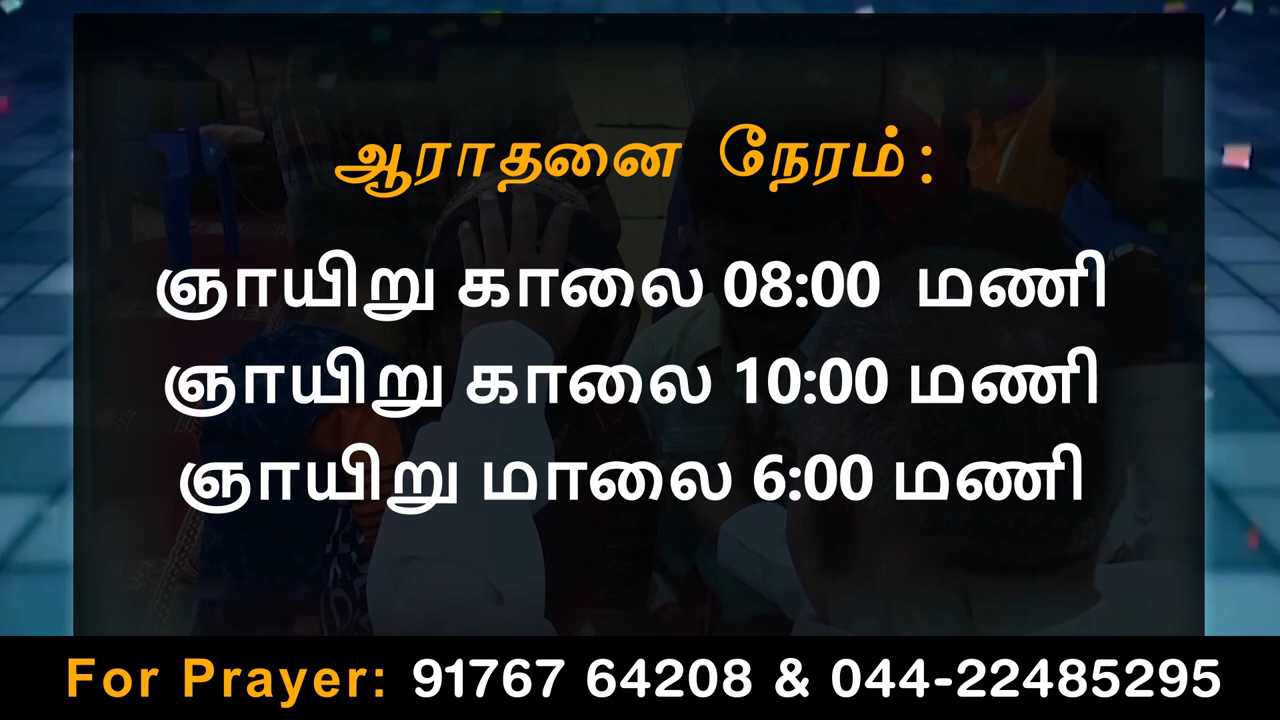 ஆராதனை நேரம்:
ஞாயிறு காலை 08:00 மணி
ஞாயிறு காலை 10:00 மணி
ஞாயிறு மாலை 6:00 மணி
For Prayer: 91767 64208 & 044-22485295